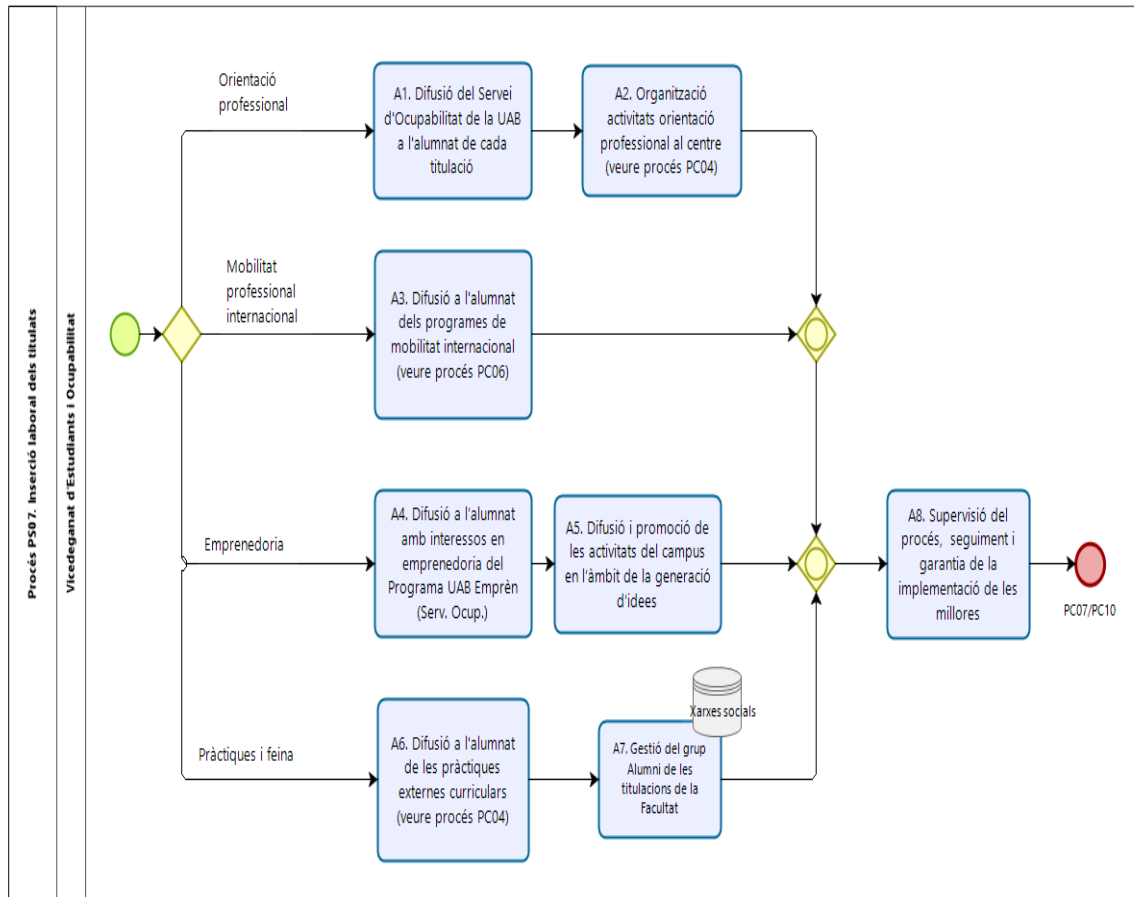 Procés PS07. Inserció laboral dels titulats
Vicedeganat d'Estudiants i Ocupabilitat
Orientació
professional
A1. Difusió del Servei
d'Ocupabilitat de la UAB
a l'alumnat de cada
titulació
A2. Organització
activitats orientació
professional al centre
(veure procés PC04)
Mobilitat
professional
internacional
A3. Difusió a l'alumnat
dels programes de
mobilitat internacional
(veure procés PC06)
Emprenedoria
A4. Difusió a l'alumnat
amb interessos en
emprenedoria del
Programa UAB Emprèn
(Serv. Ocup.)
A5. Difusió i promoció de
les activitats del campus
en l'àmbit de la generació
d'idees
A8. Supervisió del
procés, seguiment i
garantia de la
implementació de les
millores
PC07/PC10
Pràctiques i feina
A6. Difusió a l'alumnat
de les pràctiques
externes curriculars
(veure procés PC04)
Xarxes socials
A7. Gestió del grup
Alumni de les
titulacions de la
Facultat